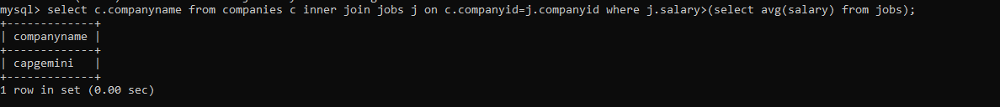 mysql> select c.companyname from companies c inner join jobs j on c.companyid=j.companyid where j.salary>(select avg(salary) from jobs);
+-------------+
| companyname |
+-------------+
| capgemini   |
+-------------+
1 row in set (0.00 sec)